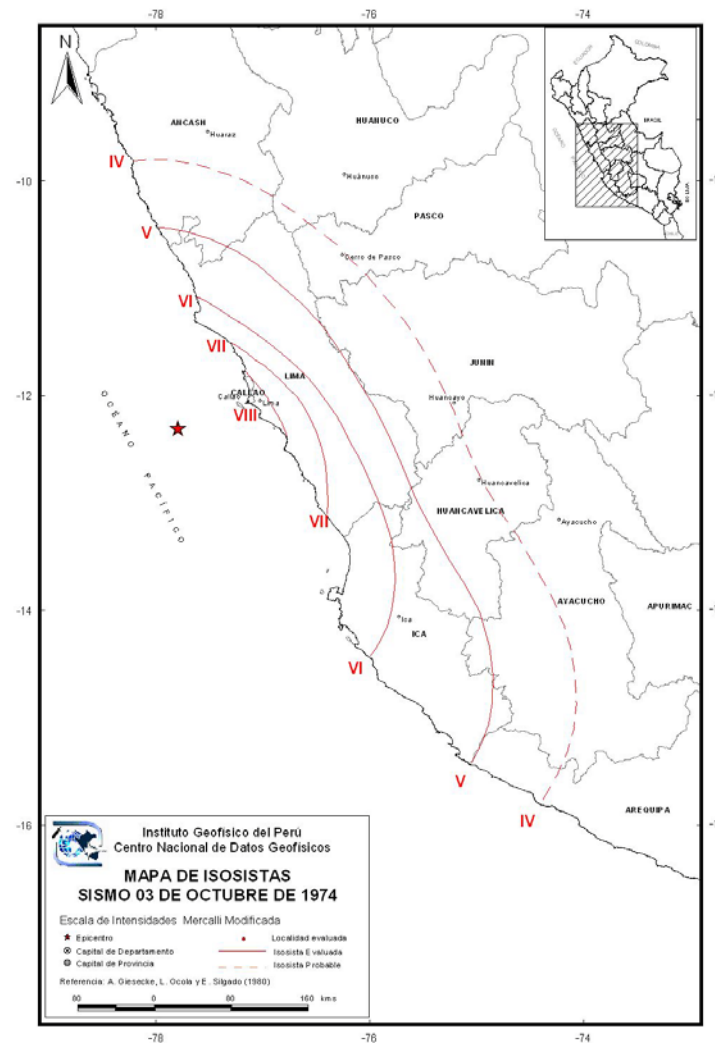 -78
-76
-74
N
ECUADOR
COLOMBIA
BRASIL
OCEANO
ANCASH
Huaraz
HUANUCO
IV
-10
Huánuco
PASCO
V
Cerro de Pasco
VI
VII
JUNIN
LIMA
-12
CALLAO
Callao
Lima
Huancayo
VIII
OCEANO PACÍFICO
Huancavelica
HUANCAVELICA
VII
Ayacucho
-14
AYACUCHO
APURIMAC
Ica
ICA
VI
V
IV
AREQUIPA
-16
Instituto Geofísico del Perú
Centro Nacional de Datos Geofísicos
MAPA DE ISOSISTAS
SISMO 03 DE OCTUBRE DE 1974
Escala de Intensidades Mercalli Modificada
Epicentro
Localidad evaluada
Capital de Departamento
Isosista Evaluada
Capital de Provincia
Isosista Probable
Referencia: A. Giesecke, L. Ocola y E. Silgado (1980)
80 0 80 160 kms
-78
-76
-74